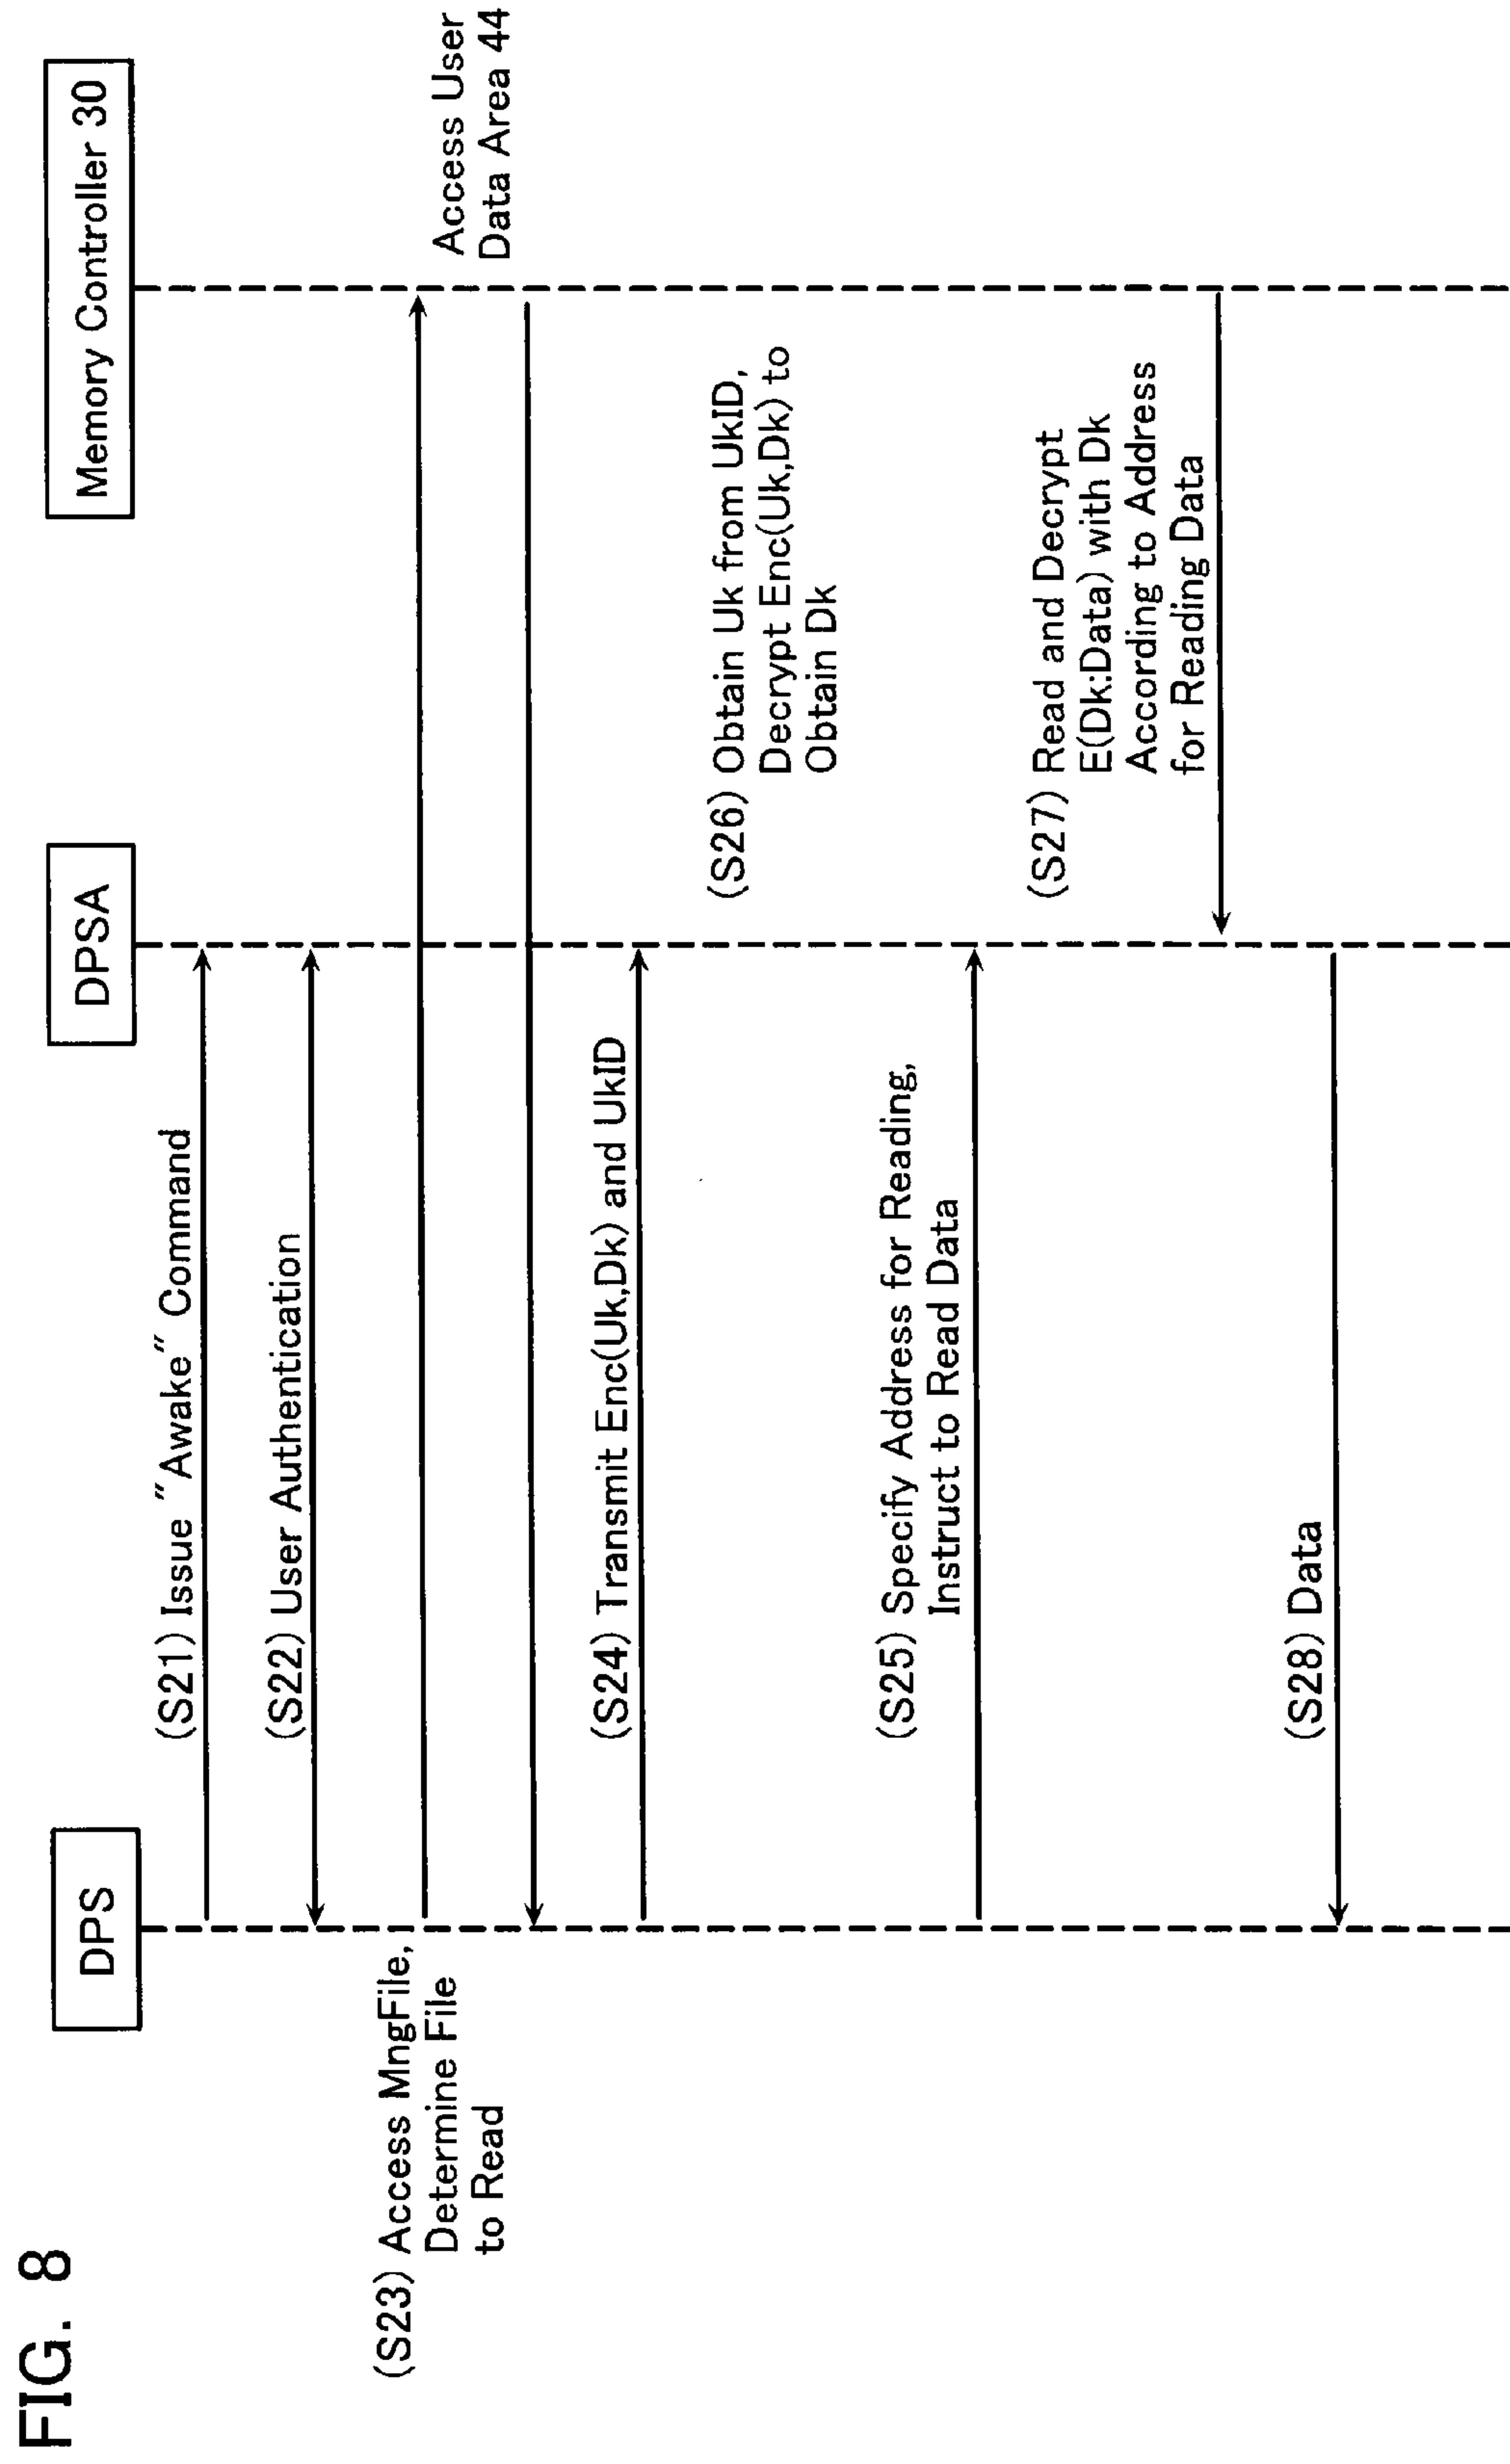 FIG. 8
DPS
DPSA
Memory Controller 30
(S21) Issue "Awake" Command
(S22) User Authentication
(S23) Access MngFile,
Determine File
to Read
Access User
Data Area 44
(S24) Transmit Enc(Uk,Dk) and UkID
(S26) Obtain Uk from UkID,
Decrypt Enc(Uk,Dk) to
Obtain Dk
(S25) Specify Address for Reading,
Instruct to Read Data
(S27) Read and Decrypt
E(Dk:Data) with Dk
According to Address
for Reading Data
(S28) Data